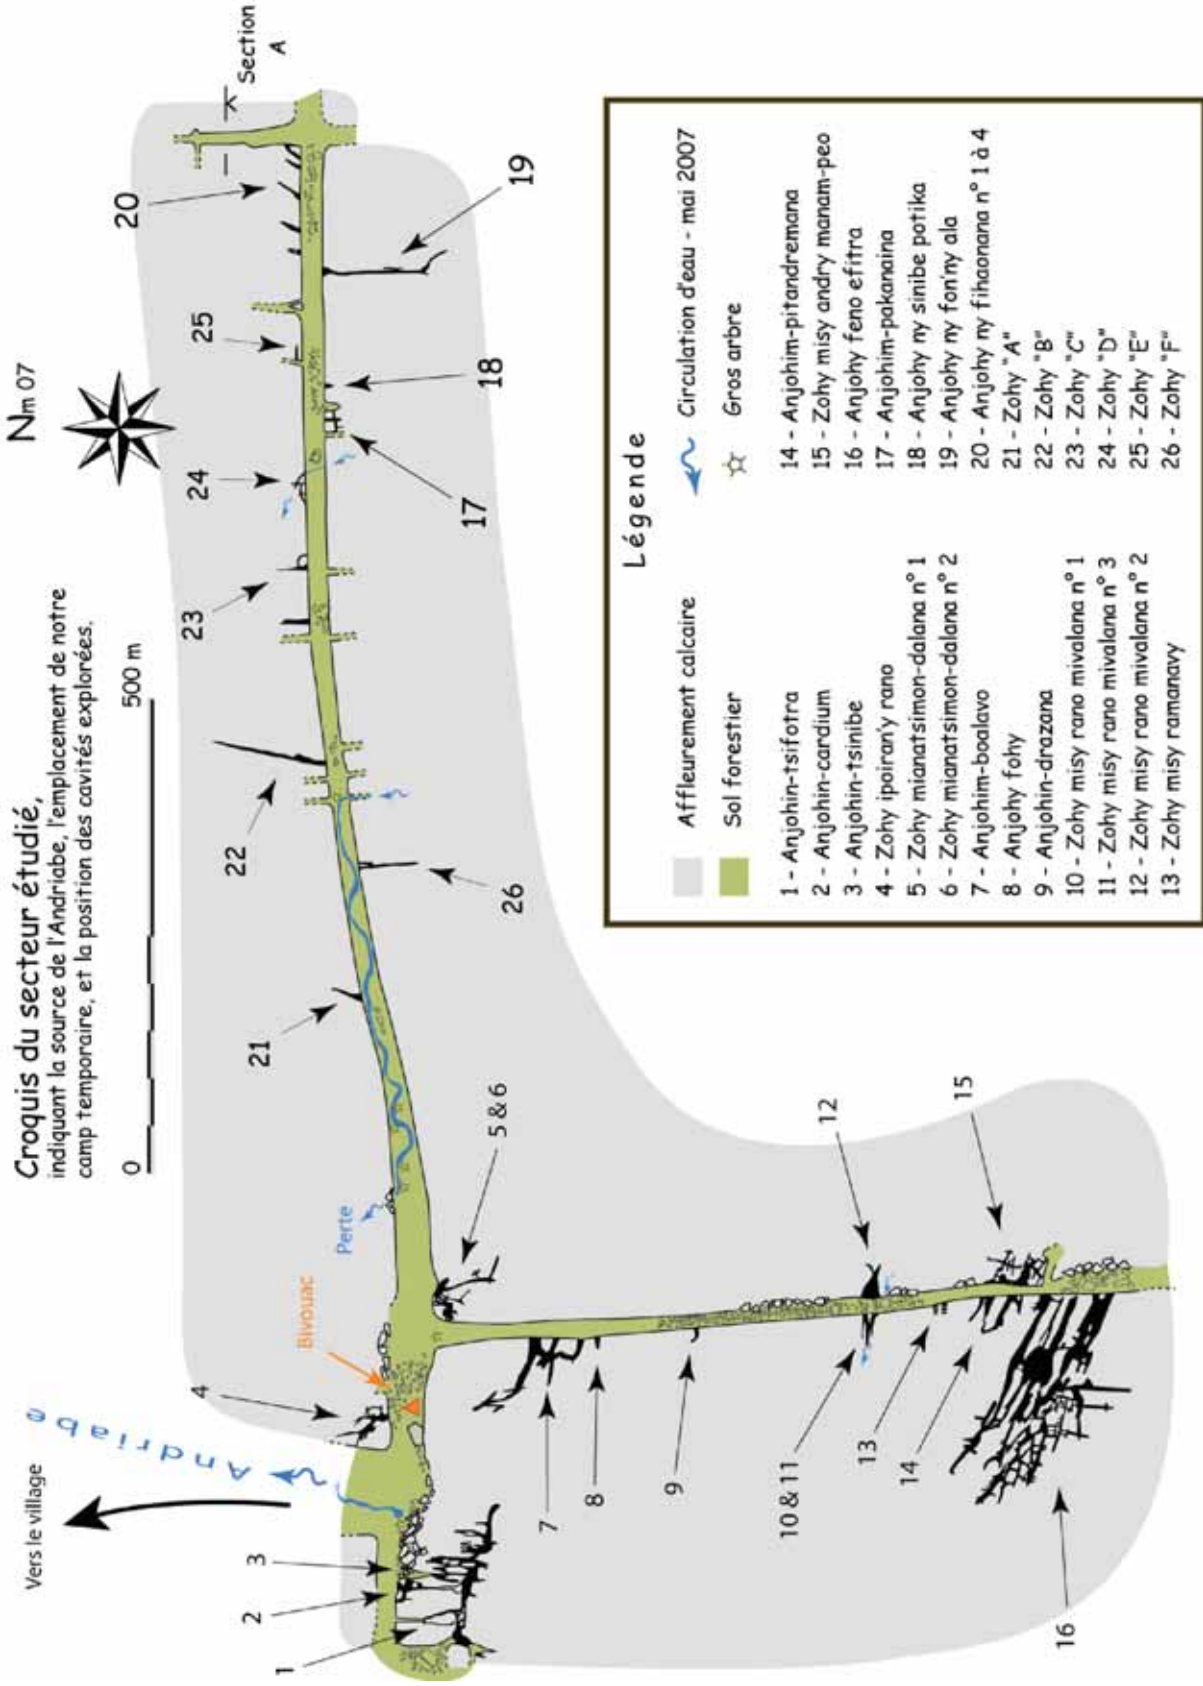 Croquis du secteur étudié,
indiquant la source de l'Andriabe, l'emplacement de notre
camp temporaire, et la position des cavités explorées.
0
500 m
Nm 07
Section
A
Vers le village
Andriabe
Bivouac
Perte
1
2
3
4
5 & 6
7
8
9
10 & 11
12
13
14
15
16
17
18
19
20
21
22
23
24
25
26
Légende
Affleurement calcaire
Sol forestier
Circulation d'eau - mai 2007
Gros arbre
1 - Anjohin-tsifotra
2 - Anjohin-cardium
3 - Anjohin-tsinibe
4 - Zohy ipoiran'y rano
5 - Zohy mianatsimon-dalana n° 1
6 - Zohy mianatsimon-dalana n° 2
7 - Anjohim-boalavo
8 - Anjohy fohy
9 - Anjohin-drazana
10 - Zohy misy rano mivalana n° 1
11 - Zohy misy rano mivalana n° 3
12 - Zohy misy rano mivalana n° 2
13 - Zohy misy ramanavy
14 - Anjohim-pitandremana
15 - Zohy misy andry manam-peo
16 - Anjohy feno efitra
17 - Anjohim-pakanaina
18 - Anjohy ny sinibe potika
19 - Anjohy ny fon'ny ala
20 - Anjohy ny fihaonana n° 1 à 4
21 - Zohy "A"
22 - Zohy "B"
23 - Zohy "C"
24 - Zohy "D"
25 - Zohy "E"
26 - Zohy "F"